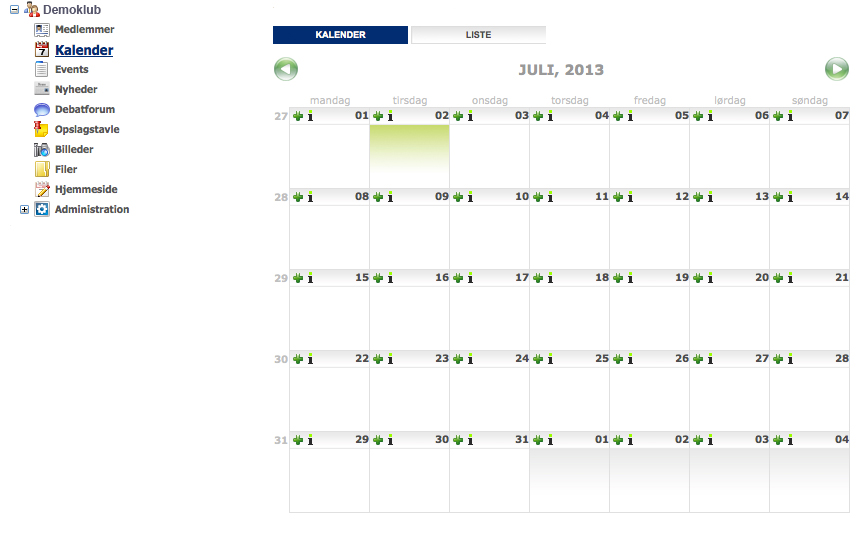 Demoklub
Medlemmer
Kalender
Events
Nyheder
Debatforum
Opslagstavle
Billeder
Filer
Hjemmeside
Administration
KALENDER LISTE
JULI, 2013
mandag tirsdag onsdag torsdag fredag lørdag søndag
27 01 02 03 04 05 06 07
28 08 09 10 11 12 13 14
29 15 16 17 18 19 20 21
30 22 23 24 25 26 27 28
31 29 30 31 01 02 03 04